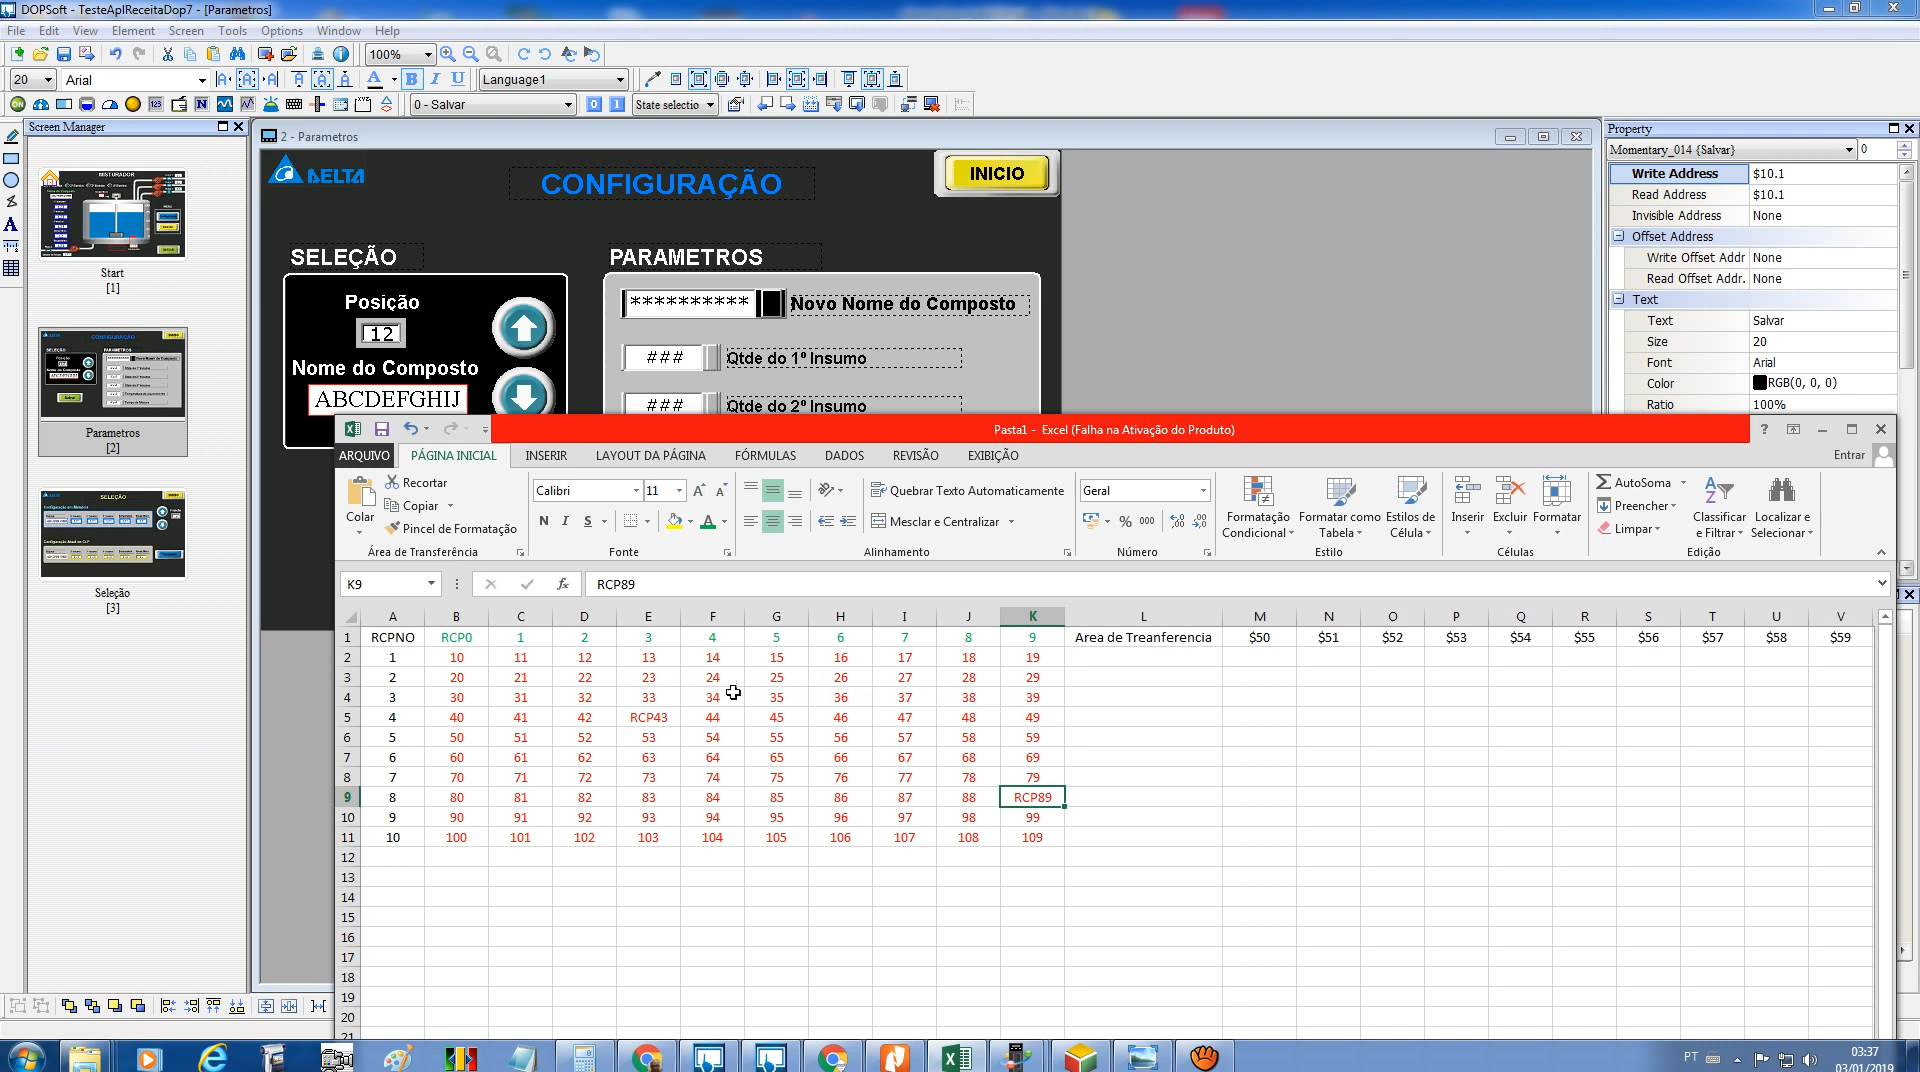 DOPSoft - TesteAplReceitaDop7 - [Parametros]
File Edit View Element Screen Tools Options Window Help
100%
20 Arial Language1
0 - Salvar State selectio
Screen Manager
Start
[1]
Parametros
[2]
Seleção
[3]
2 - Parametros
DELTA
CONFIGURAÇÃO
INICIO
SELEÇÃO
Posição
12
Nome do Composto
ABCDEFGHIJ
PARAMETROS
********** Novo Nome do Composto
### Qtde do 1º Insumo
### Qtde do 2º Insumo
Property
Momentary_014 {Salvar} 0
Write Address $10.1
Read Address $10.1
Invisible Address None
Offset Address
Write Offset Addr None
Read Offset Addr. None
Text
Text Salvar
Size 20
Font Arial
Color RGB(0, 0, 0)
Ratio 100%
Pasta1 - Excel (Falha na Ativação do Produto)
ARQUIVO PÁGINA INICIAL INSERIR LAYOUT DA PÁGINA FÓRMULAS DADOS REVISÃO EXIBIÇÃO Entrar
Colar
Recortar
Copiar
Pincel de Formatação
Área de Transferência
Calibri 11
N I S
Fonte
Quebrar Texto Automaticamente
Mesclar e Centralizar
Alinhamento
Geral
% 000
Número
Formatação Condicional
Formatar como Tabela
Estilos de Célula
Estilo
Inserir Excluir Formatar
Células
AutoSoma
Preencher
Limpar
Classificar e Filtrar
Localizar e Selecionar
Edição
K9 fx RCP89
A B C D E F G H I J K L M N O P Q R S T U V
1 RCPNO RCP0 1 2 3 4 5 6 7 8 9 Area de Treanferencia $50 $51 $52 $53 $54 $55 $56 $57 $58 $59
2 1 10 11 12 13 14 15 16 17 18 19
3 2 20 21 22 23 24 25 26 27 28 29
4 3 30 31 32 33 34 35 36 37 38 39
5 4 40 41 42 RCP43 44 45 46 47 48 49
6 5 50 51 52 53 54 55 56 57 58 59
7 6 60 61 62 63 64 65 66 67 68 69
8 7 70 71 72 73 74 75 76 77 78 79
9 8 80 81 82 83 84 85 86 87 88 RCP89
10 9 90 91 92 93 94 95 96 97 98 99
11 10 100 101 102 103 104 105 106 107 108 109
12
13
14
15
16
17
18
19
20
21
PT
03:37
03/01/2019